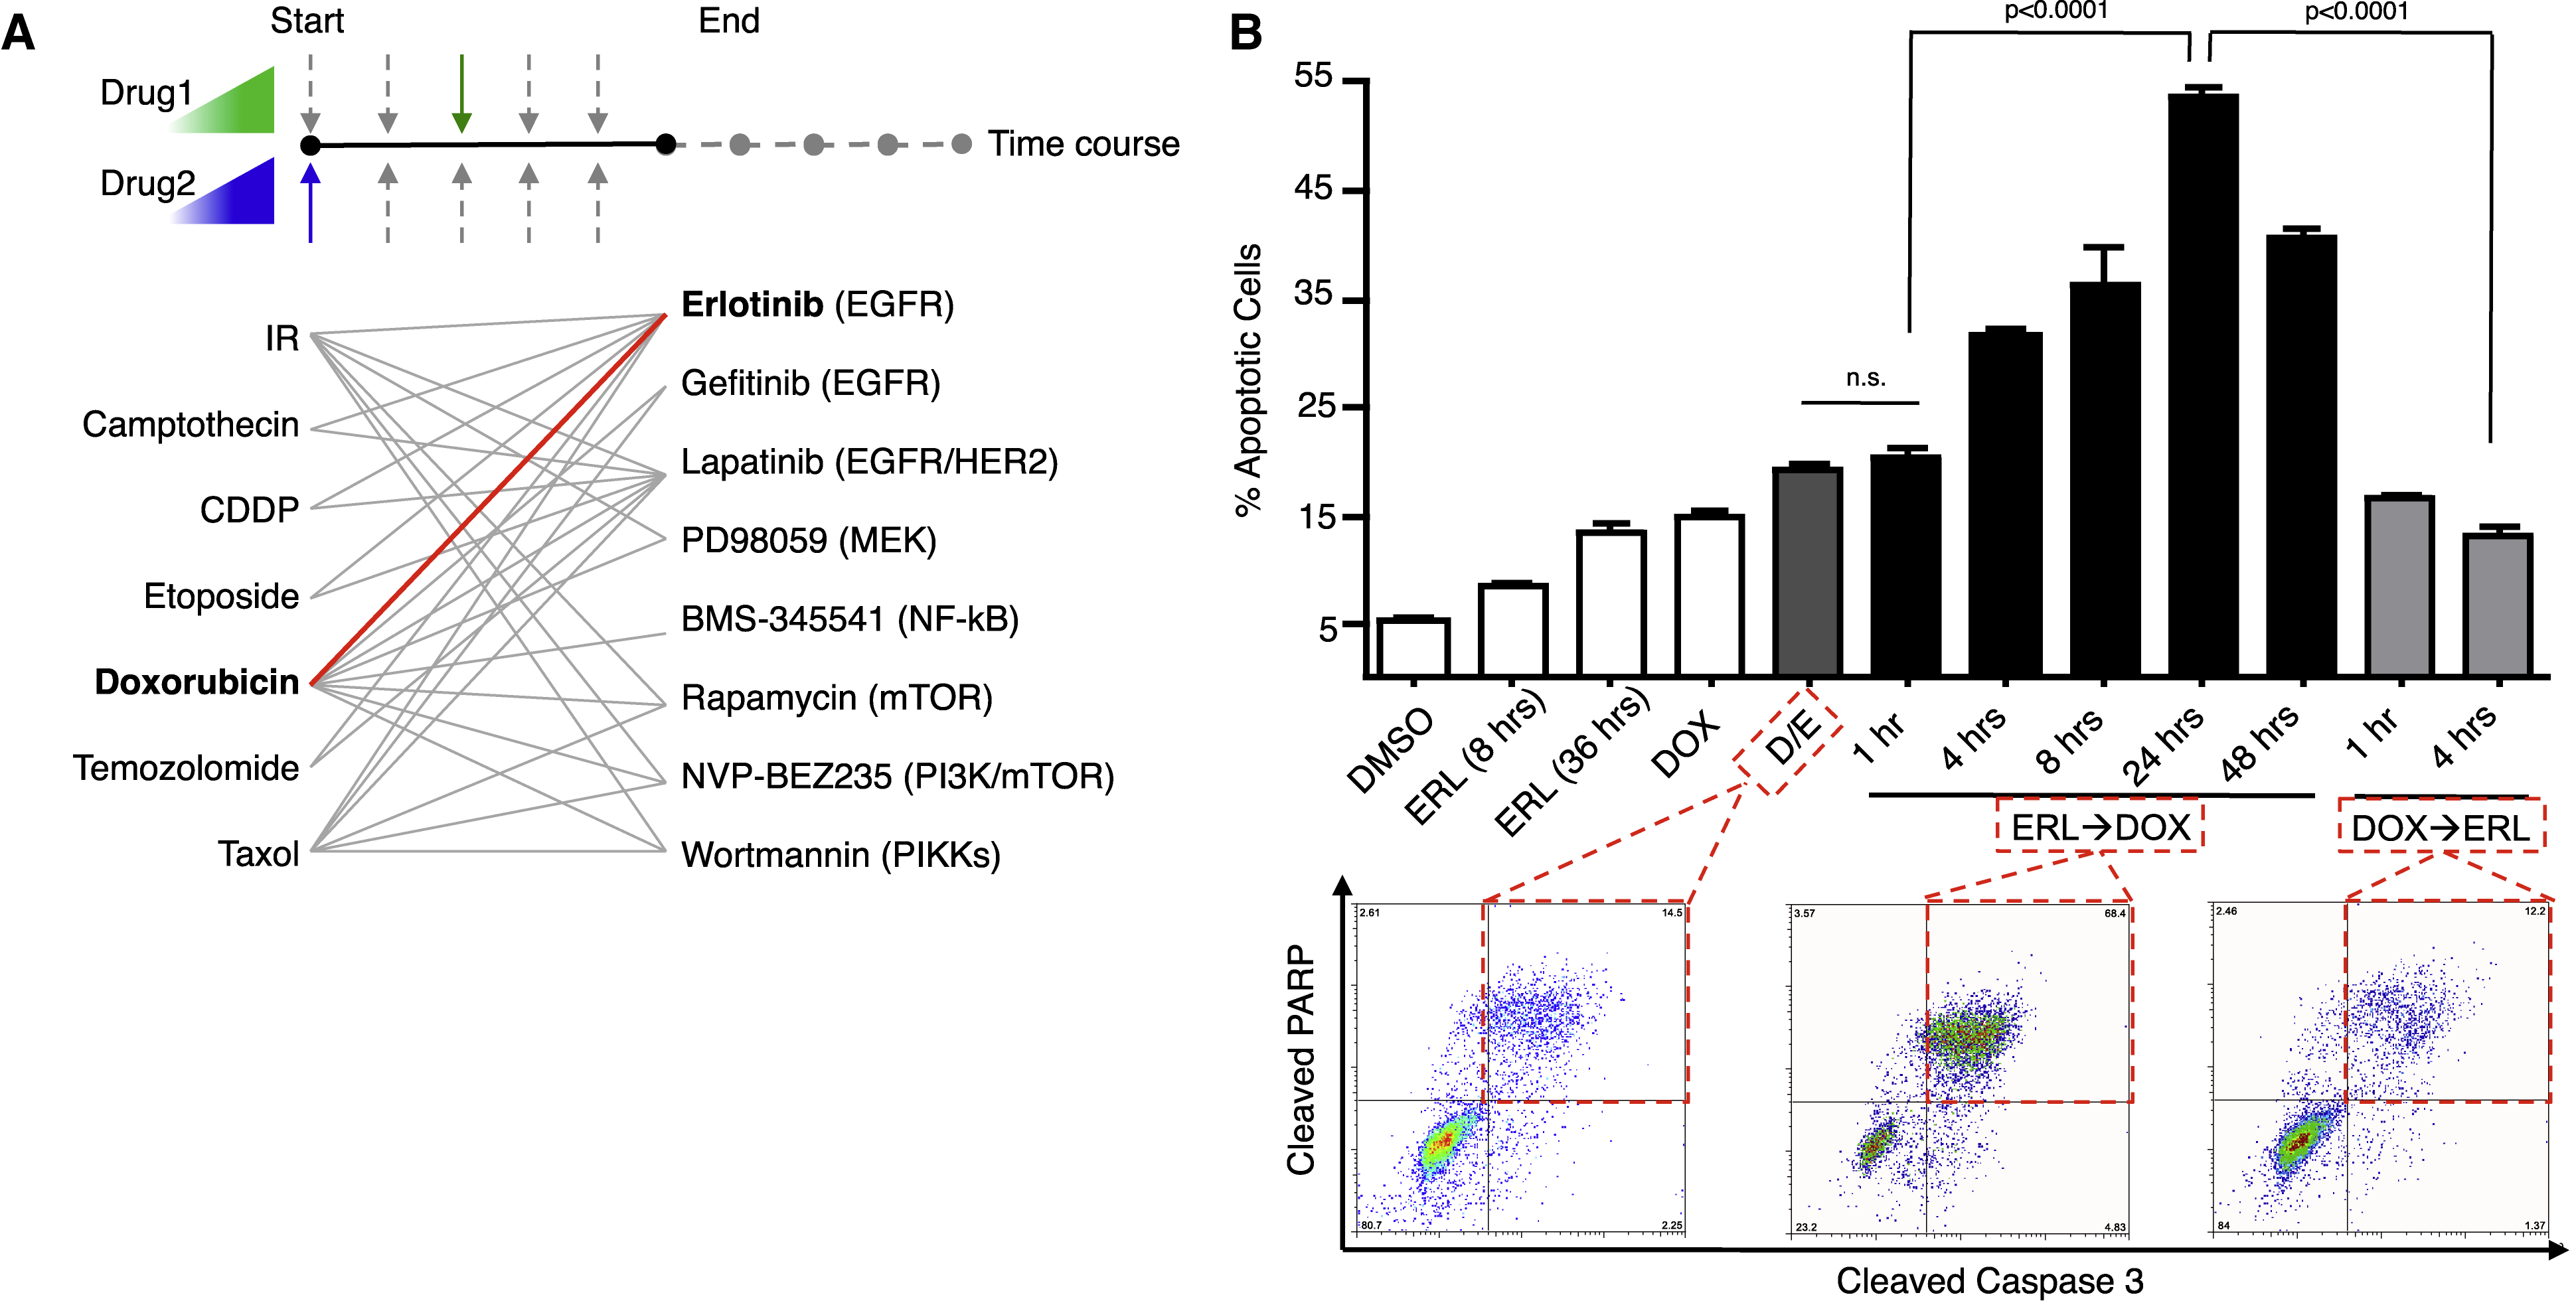 A
Start
End
Drug1
Drug2
Time course
IR
Camptothecin
CDDP
Etoposide
Doxorubicin
Temozolomide
Taxol
Erlotinib (EGFR)
Gefitinib (EGFR)
Lapatinib (EGFR/HER2)
PD98059 (MEK)
BMS-345541 (NF-kB)
Rapamycin (mTOR)
NVP-BEZ235 (PI3K/mTOR)
Wortmannin (PIKKs)
B
p<0.0001
p<0.0001
n.s.
% Apoptotic Cells
55
45
35
25
15
5
DMSO
ERL (8 hrs)
ERL (36 hrs)
DOX
D/E
1 hr
4 hrs
8 hrs
24 hrs
48 hrs
1 hr
4 hrs
ERL→DOX
DOX→ERL
Cleaved PARP
2.61
14.5
80.7
2.25
3.57
68.4
23.2
4.83
2.46
12.2
84
1.37
Cleaved Caspase 3